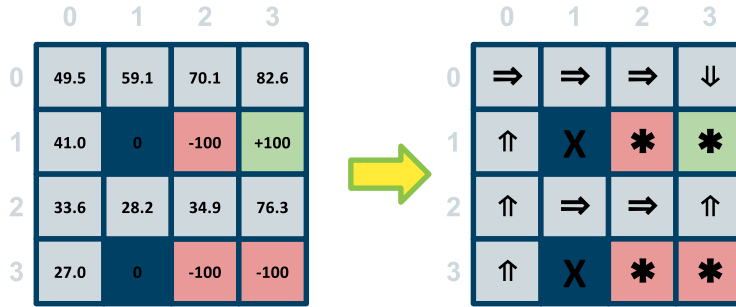 0 1 2 3 0 1 2 3
0 49.5 59.1 70.1 82.6 0 ⇒ ⇒ ⇒ ⇓
1 41.0 0 -100 +100 1 ⇑ X ✱ ✱
2 33.6 28.2 34.9 76.3 2 ⇑ ⇒ ⇒ ⇑
3 27.0 0 -100 -100 3 ⇑ X ✱ ✱